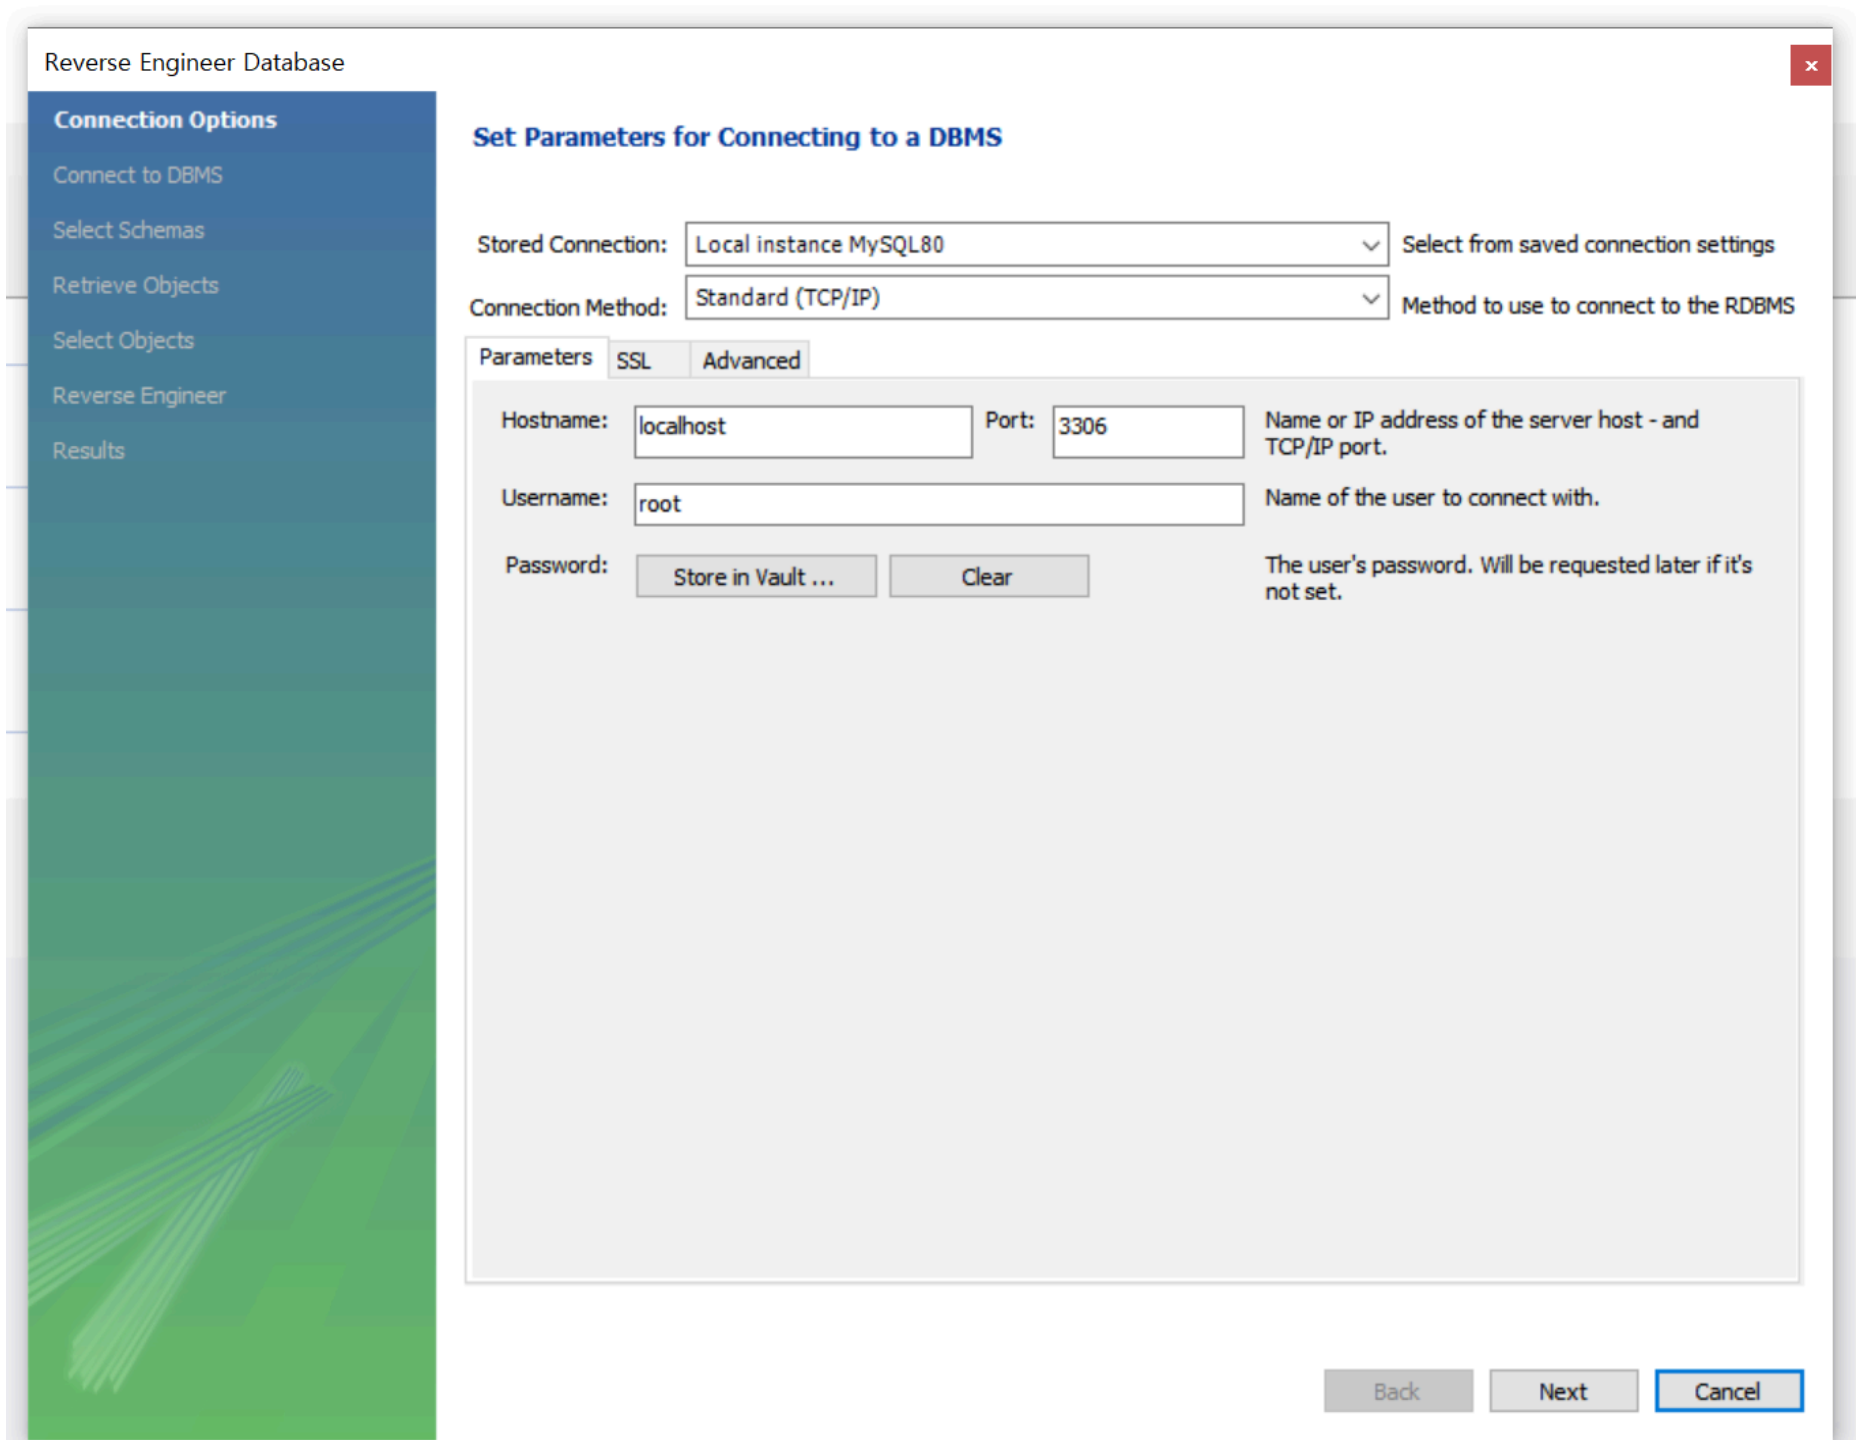 Reverse Engineer Database
x
Connection Options
Connect to DBMS
Select Schemas
Retrieve Objects
Select Objects
Reverse Engineer
Results
Set Parameters for Connecting to a DBMS
Stored Connection: Local instance MySQL80 Select from saved connection settings
Connection Method: Standard (TCP/IP) Method to use to connect to the RDBMS
Parameters SSL Advanced
Hostname: localhost Port: 3306 Name or IP address of the server host - and
TCP/IP port.
Username: root Name of the user to connect with.
Password: Store in Vault ... Clear The user's password. Will be requested later if it's
not set.
Back Next Cancel